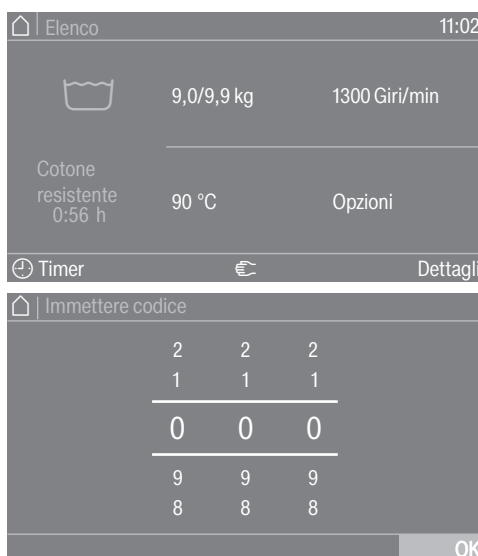 Elenco 11:02
9,0/9,9 kg 1300 Giri/min
Cotone
resistente
0:56 h
90 °C Opzioni
Timer Dettagli
Immettere codice
2 2 2
1 1 1
0 0 0
9 9 9
8 8 8
OK